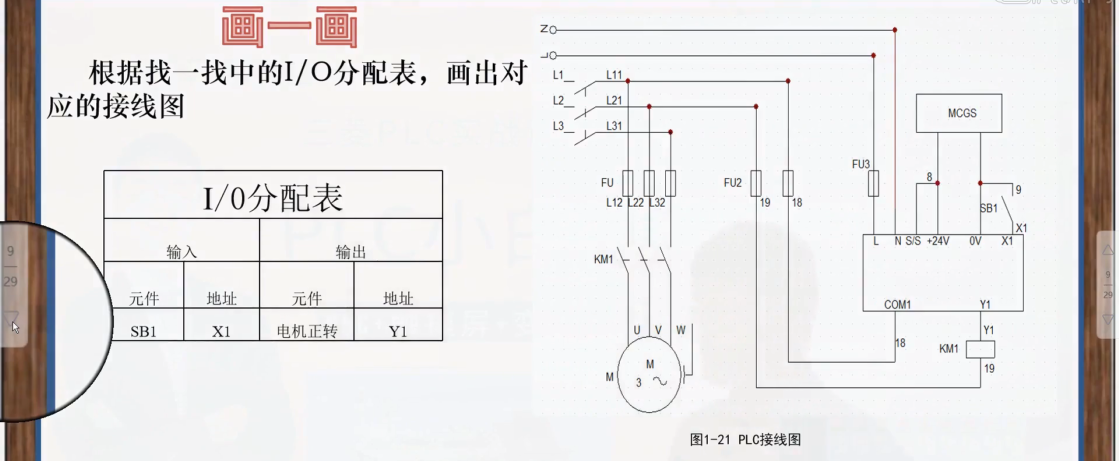 画一画
根据找一找中的I/O分配表，画出对
应的接线图
I/0分配表
输入 输出
元件 地址 元件 地址
SB1 X1 电机正转 Y1
N
L
L1 L11
L2 L21
L3 L31
MCGS
FU3
8
9
FU
FU2
SB1
L12 L22 L32
19
18
X1
L N S/S +24V 0V X1
KM1
COM1 Y1
U V W
18
Y1
KM1
19
M
M
3
图1-21 PLC接线图
9
29
9
29